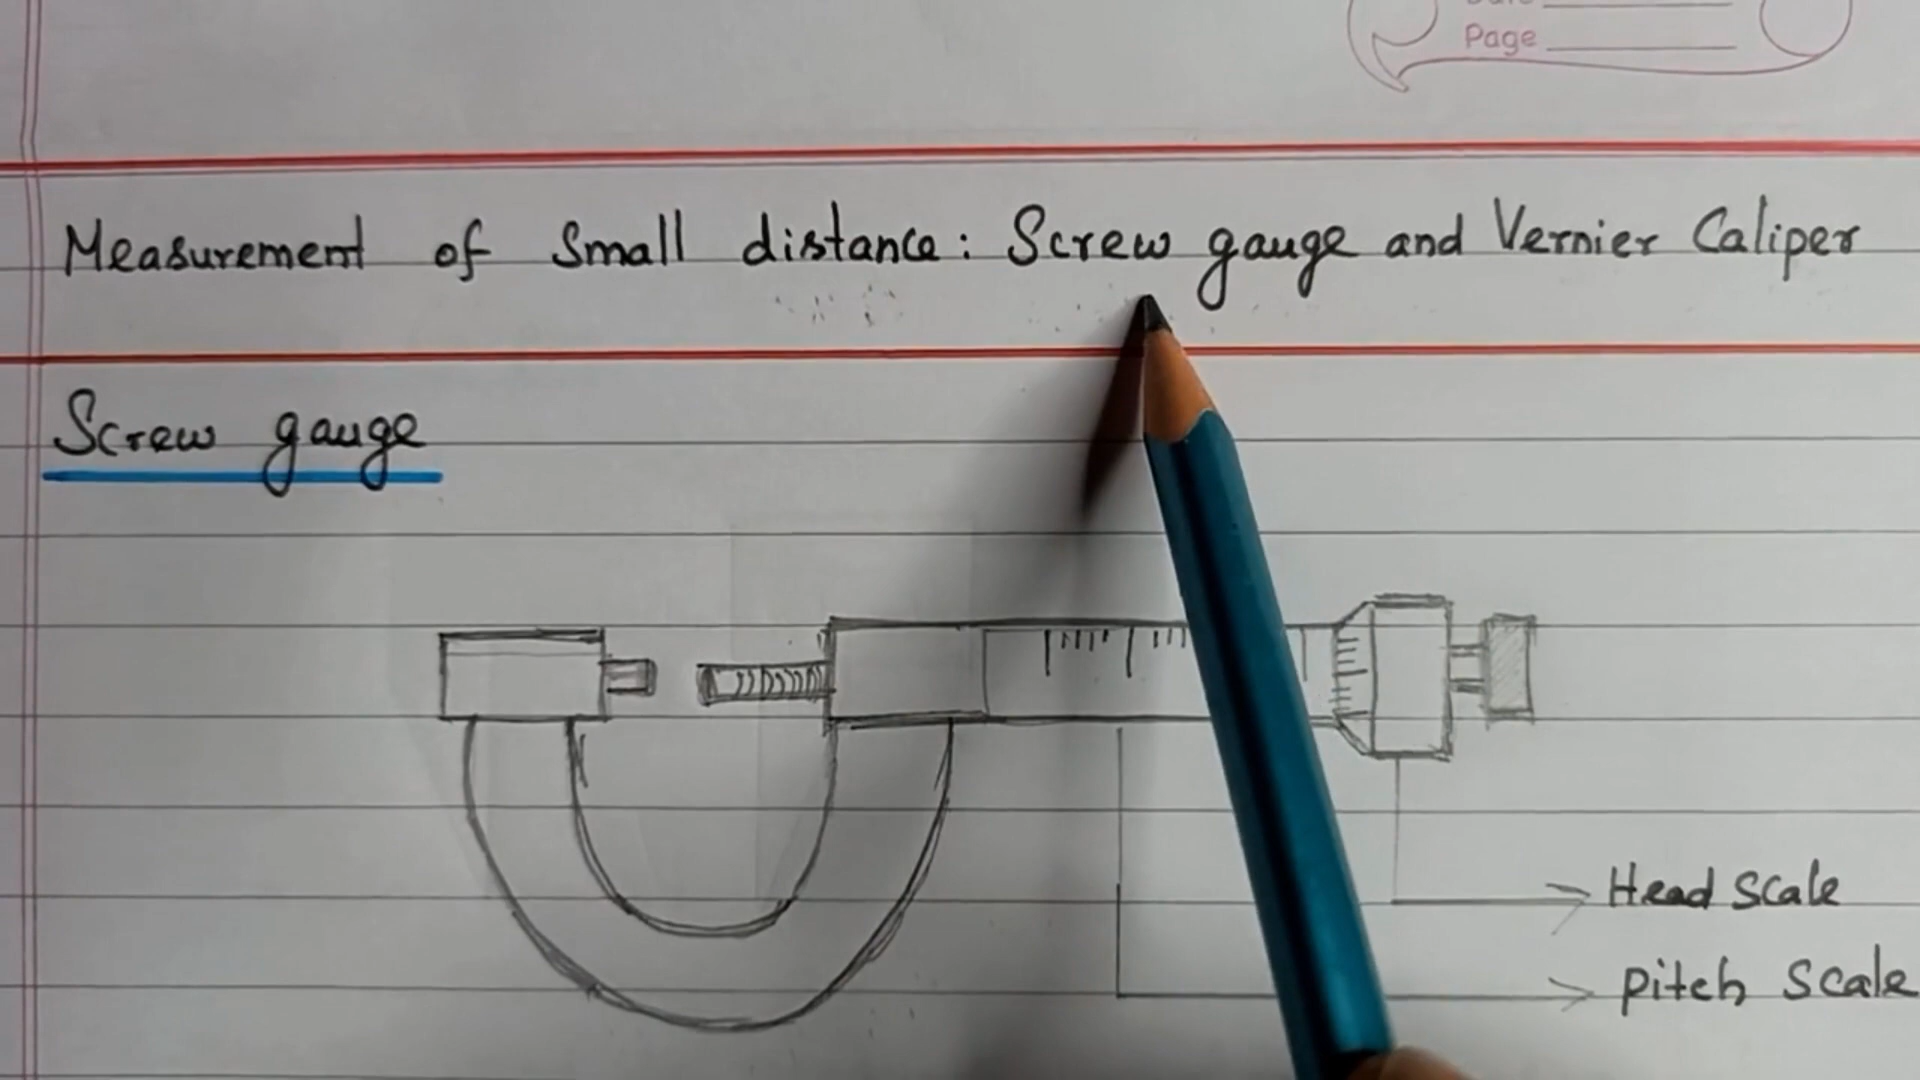 Page
Measurement of Small distance: Screw gauge and Vernier Caliper
Screw gauge
Head Scale
Pitch Scale